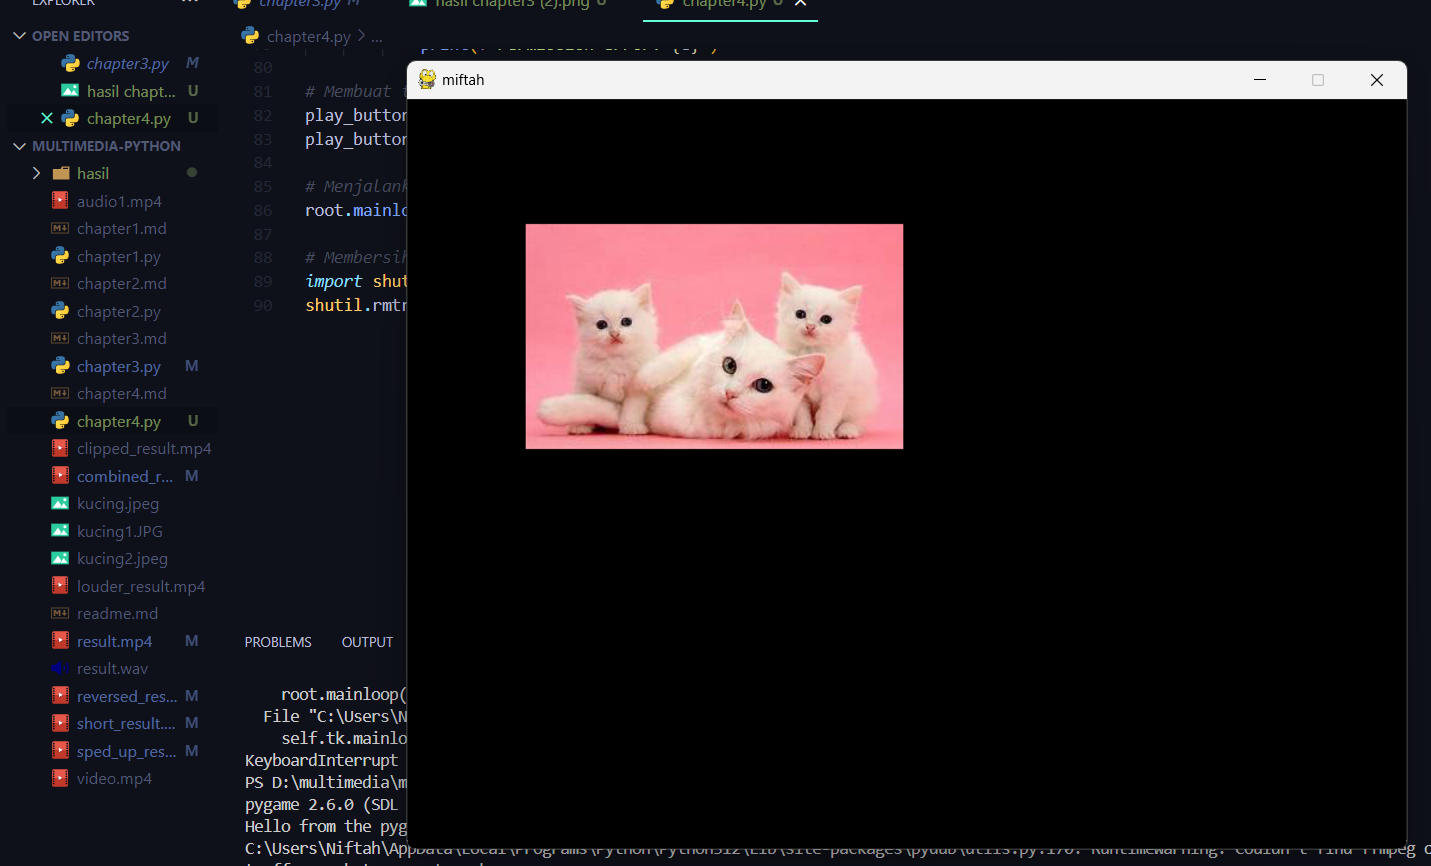 EXPLORER
chapter3.py M
hasil chapter3 (2).png U
chapter4.py U
OPEN EDITORS
chapter3.py M
hasil chapt... U
chapter4.py U
MULTIMEDIA-PYTHON
hasil
audio1.mp4
chapter1.md
chapter1.py
chapter2.md
chapter2.py
chapter3.md
chapter3.py M
chapter4.md
chapter4.py U
clipped_result.mp4
combined_r... M
kucing.jpeg
kucing1.JPG
kucing2.jpeg
louder_result.mp4
readme.md
result.mp4 M
result.wav
reversed_res... M
short_result.... M
sped_up_res... M
video.mp4
chapter4.py > ...
80
81 # Membuat
82 play_button
83 play_button
84
85 # Menjalank
86 root.mainlo
87
88 # Membersih
89 import shut
90 shutil.rmtr
miftah
PROBLEMS OUTPUT
root.mainloop(
File "C:\Users\N
self.tk.mainlo
KeyboardInterrupt
PS D:\multimedia\m
pygame 2.6.0 (SDL
Hello from the pyg
C:\Users\Niftah\AppData\Local\Programs\Python\Python312\Lib\site-packages\pydub\utils.py:170: RuntimeWarning: Couldn't find ffmpeg o